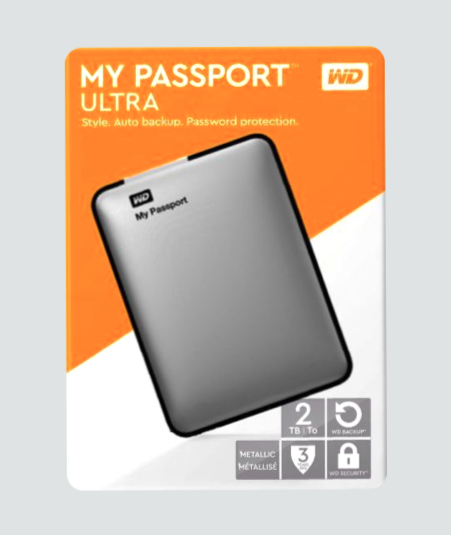 MY PASSPORT™
WD
ULTRA
Style. Auto backup. Password protection.
WD
My Passport
2
TB | To
WD BACKUP™
METALLIC
MÉTALLISÉ
3
WD SECURITY™